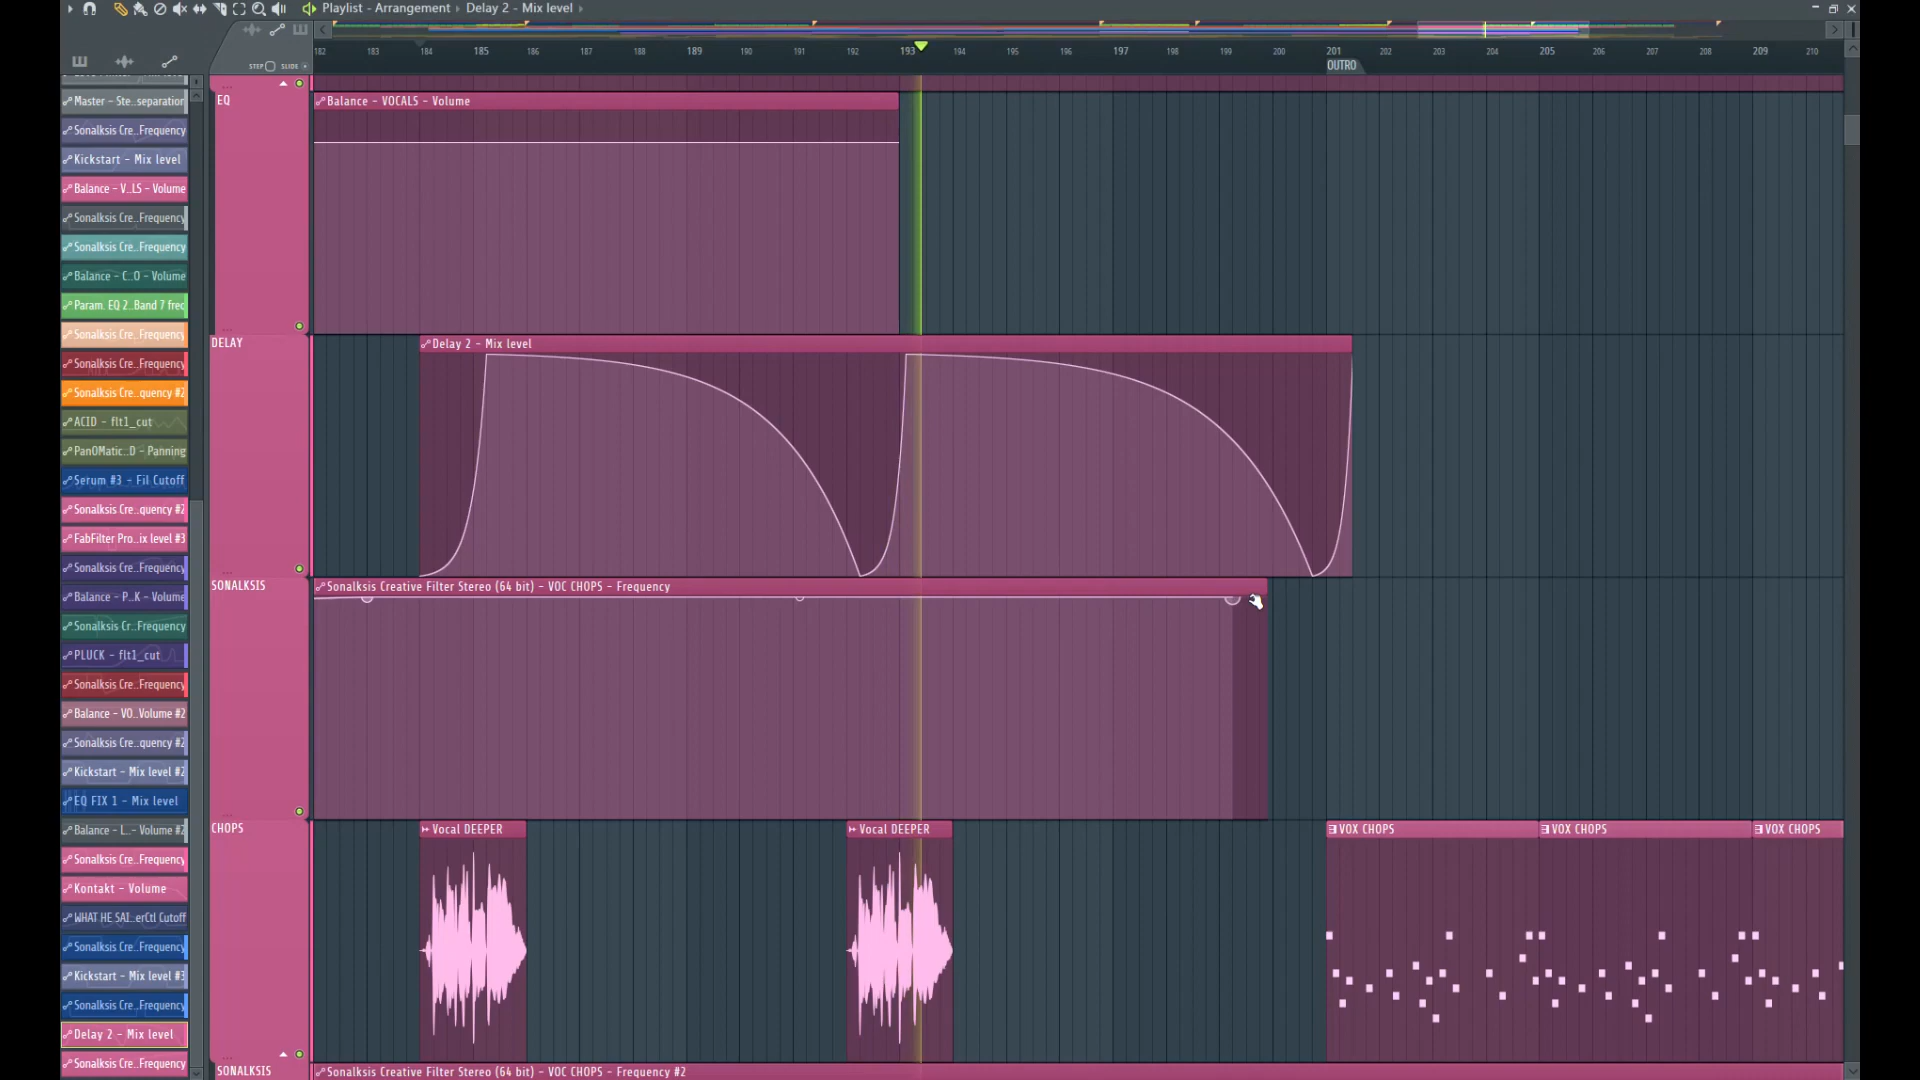 Playlist - Arrangement › Delay 2 - Mix level ›
182 183 184 185 186 187 188 189 190 191 192 193 194 195 196 197 198 199 200 201 202 203 204 205 206 207 208 209 210
STEP SLIDE
OUTRO
Master - Ste..separation
Sonalksis Cre..Frequency
Kickstart - Mix level
Balance - V..LS - Volume
Sonalksis Cre..Frequency
Sonalksis Cre..Frequency
Balance - C..O - Volume
Param. EQ 2..Band 7 freq
Sonalksis Cre..Frequency
Sonalksis Cre..Frequency
Sonalksis Cre..quency #2
ACID - flt1_cut
PanOMatic..D - Panning
Serum #3 - Fil Cutoff
Sonalksis Cre..quency #2
FabFilter Pro..ix level #3
Sonalksis Cre..Frequency
Balance - P..K - Volume
Sonalksis Cr..Frequency
PLUCK - flt1_cut
Sonalksis Cre..Frequency
Balance - VO..Volume #2
Sonalksis Cre..quency #2
Kickstart - Mix level #2
EQ FIX 1 - Mix level
Balance - L..- Volume #2
Sonalksis Cre..Frequency
Kontakt - Volume
WHAT HE SAI..erCtl Cutoff
Sonalksis Cre..Frequency
Kickstart - Mix level #3
Sonalksis Cre..Frequency
Delay 2 - Mix level
Sonalksis Cre..Frequency
EQ
Balance - VOCALS - Volume
DELAY
Delay 2 - Mix level
SONALKSIS
Sonalksis Creative Filter Stereo (64 bit) - VOC CHOPS - Frequency
CHOPS
Vocal DEEPER
Vocal DEEPER
VOX CHOPS
VOX CHOPS
VOX CHOPS
SONALKSIS
Sonalksis Creative Filter Stereo (64 bit) - VOC CHOPS - Frequency #2